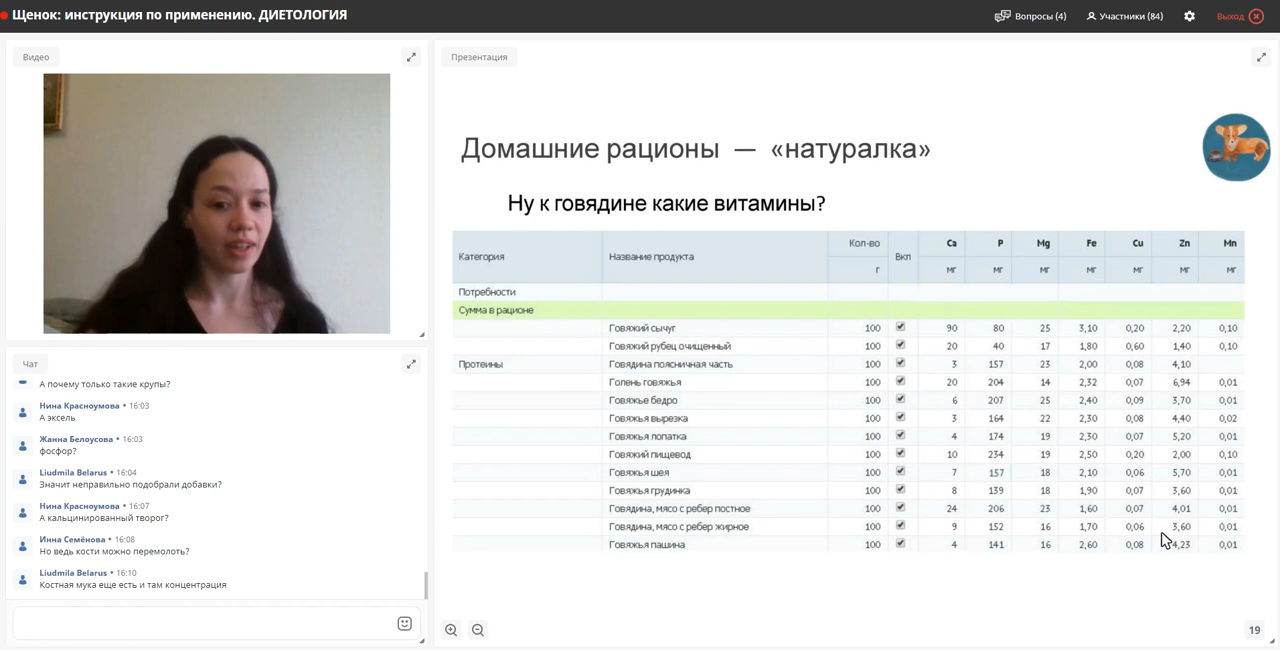 Щенок: инструкция по применению. ДИЕТОЛОГИЯ
Вопросы (4) Участники (84) Выход
Видео
Чат
А почему только такие крупы?
Нина Красноумова • 16:03
А эксель
Жанна Белоусова • 16:03
фосфор?
Liudmila Belarus • 16:04
Значит неправильно подобрали добавки?
Нина Красноумова • 16:07
А кальцинированный творог?
Инна Семёнова • 16:08
Но ведь кости можно перемолоть?
Liudmila Belarus • 16:10
Костная мука еще есть и там концентрация
Презентация
Домашние рационы — «натуралка»
Ну к говядине какие витамины?
Категория Название продукта Кол-во Вкл Ca P Mg Fe Cu Zn Mn
г мг мг мг мг мг мг мг
Потребности
Сумма в рационе
Говяжий сычуг 100 90 80 25 3,10 0,20 2,20 0,10
Говяжий рубец очищенный 100 20 40 17 1,80 0,60 1,40 0,10
Протеины Говядина поясничная часть 100 3 157 23 2,00 0,08 4,10
Голень говяжья 100 20 204 14 2,32 0,07 6,94 0,01
Говяжье бедро 100 6 207 25 2,40 0,09 3,70 0,01
Говяжья вырезка 100 3 164 22 2,30 0,08 4,40 0,02
Говяжья лопатка 100 4 174 19 2,30 0,07 5,20 0,01
Говяжий пищевод 100 10 234 19 2,50 0,20 2,00 0,10
Говяжья шея 100 7 157 18 2,10 0,06 5,70 0,01
Говяжья грудинка 100 8 139 18 1,90 0,07 3,60 0,01
Говядина, мясо с ребер постное 100 24 206 23 1,60 0,07 4,01 0,01
Говядина, мясо с ребер жирное 100 9 152 16 1,70 0,06 3,60 0,01
Говяжья пашина 100 4 141 16 2,60 0,08 4,23 0,01
19